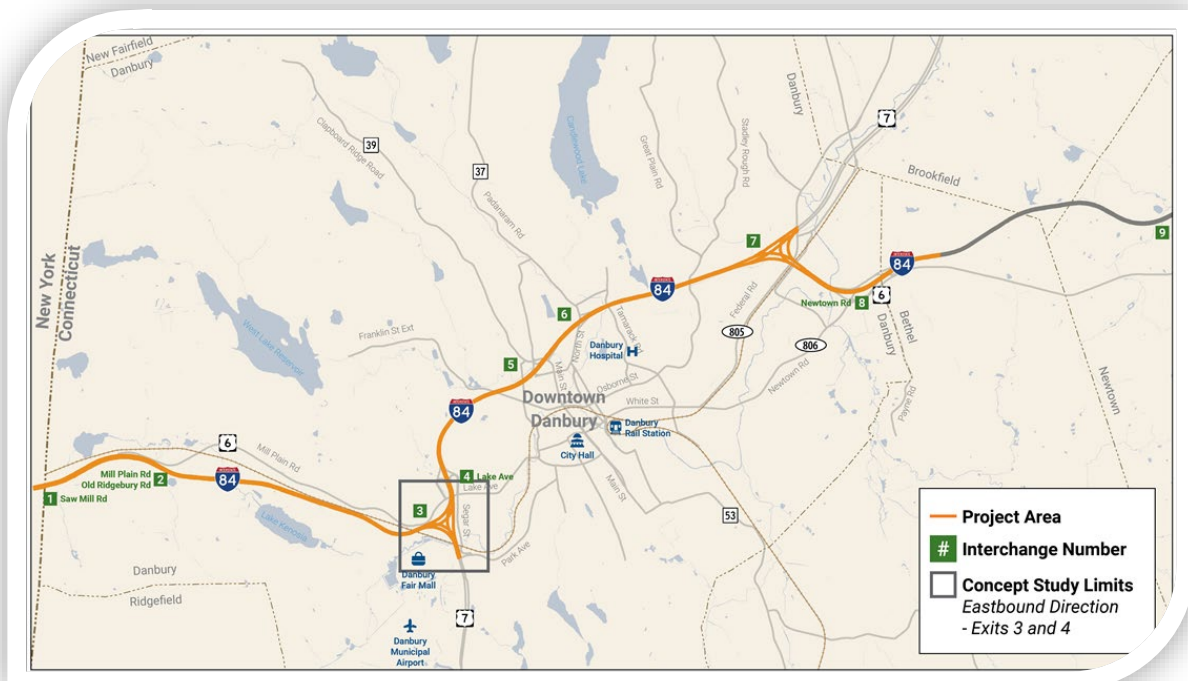 New Fairfield
Danbury
39
Clapboard Ridge Road
37
Padanaram Rd
Candlewood Lake
Great Plain Rd
Stadley Rough Rd
Danbury
7
Brookfield
9
7
84
Newtown Rd 8
6
84
Danbury
Bethel
Newtown
New York
Connecticut
West Lake Reservoir
Franklin St Ext
6
5
84
Federal Rd
805
806
Newtown Rd
Payne Rd
Tamarack
North St
Main St
Danbury
Hospital
Osborne St
White St
Downtown
Danbury
Danbury
Rail Station
City Hall
Main St
53
84
6
Mill Plain Rd
Mill Plain Rd
Old Ridgebury Rd 2
84
1 Saw Mill Rd
Lake Kenosia
4 Lake Ave
Lake Ave
3
Segar St
Park Ave
Danbury
Fair Mall
7
Danbury
Municipal
Airport
Danbury
Ridgefield
Project Area
# Interchange Number
Concept Study Limits
Eastbound Direction
- Exits 3 and 4